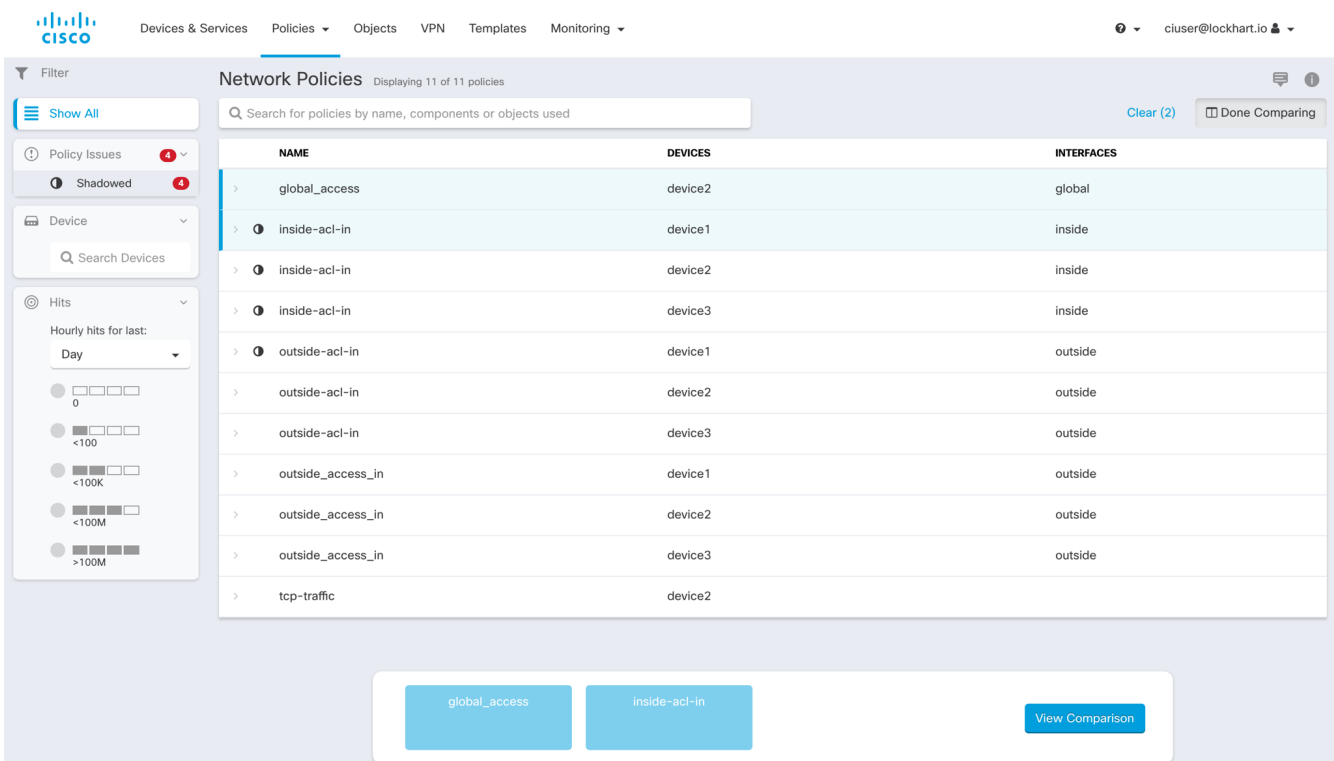 CISCO
Devices & Services Policies Objects VPN Templates Monitoring ciuser@lockhart.io
Filter
Network Policies Displaying 11 of 11 policies
Show All
Search for policies by name, components or objects used
Clear (2) Done Comparing
Policy Issues 4
Shadowed 4
Device
Search Devices
Hits
Hourly hits for last:
Day
0
<100
<100K
<100M
>100M
NAME DEVICES INTERFACES
global_access device2 global
inside-acl-in device1 inside
inside-acl-in device2 inside
inside-acl-in device3 inside
outside-acl-in device1 outside
outside-acl-in device2 outside
outside-acl-in device3 outside
outside_access_in device1 outside
outside_access_in device2 outside
outside_access_in device3 outside
tcp-traffic device2
global_access inside-acl-in View Comparison